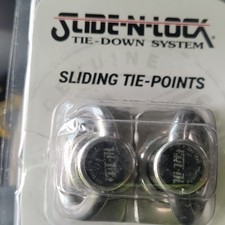 SLIDE-N-LOCK
TIE-DOWN SYSTEM
SLIDING TIE-POINTS